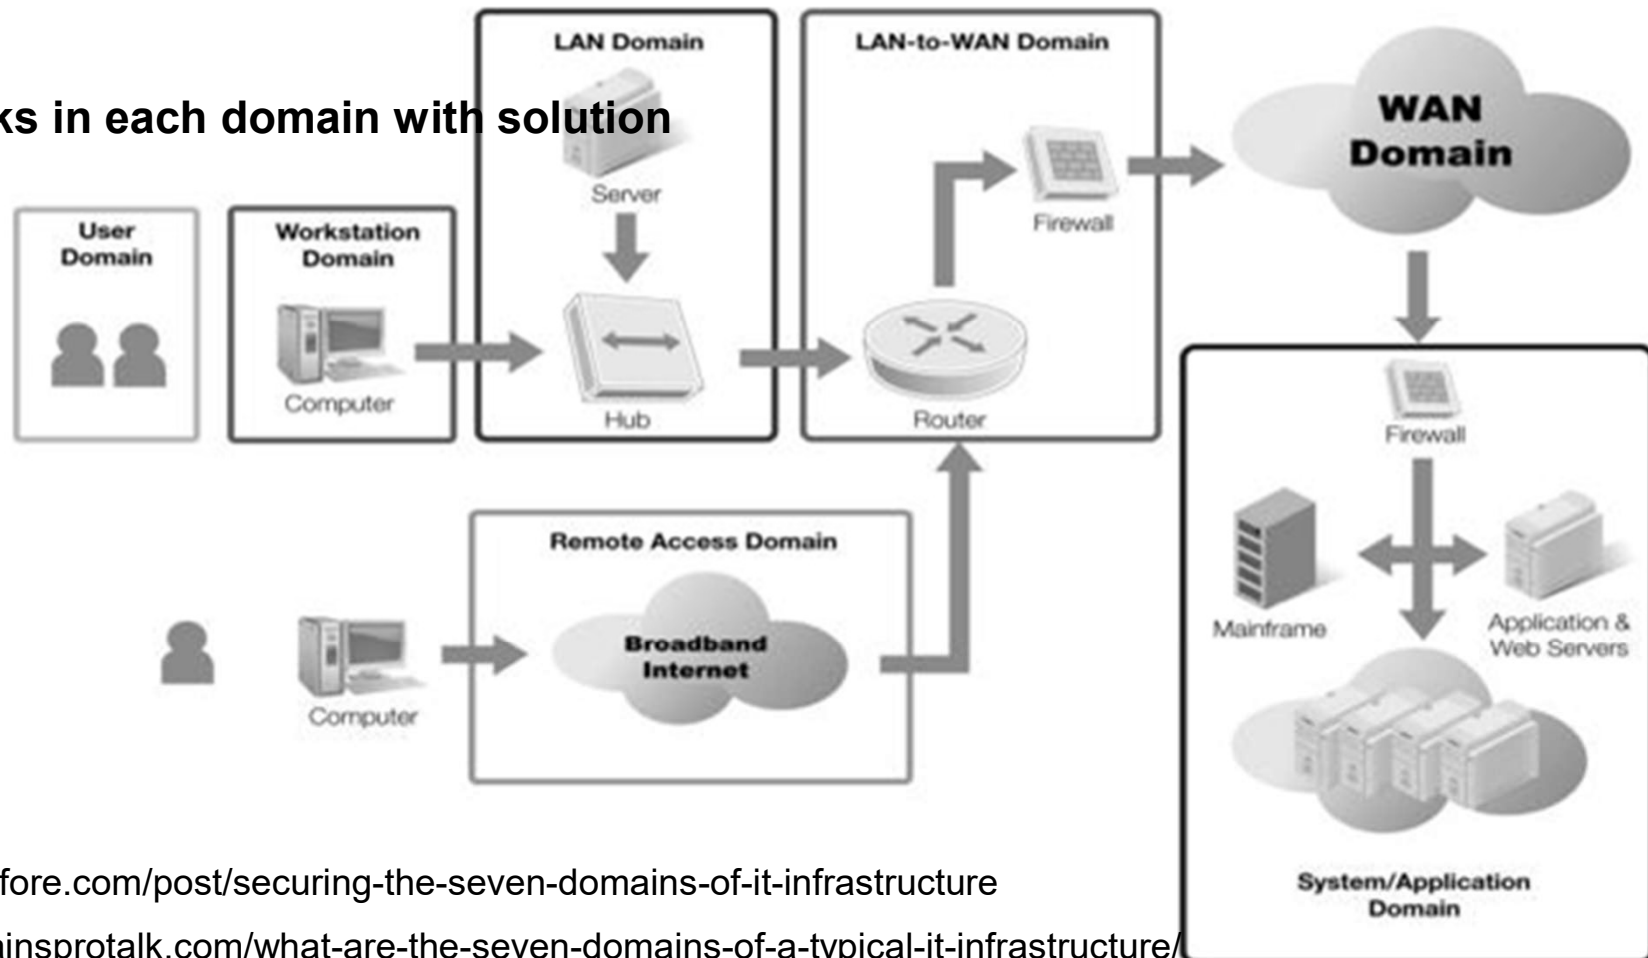 LAN Domain
LAN-to-WAN Domain
ks in each domain with solution
WAN
Domain
Server
Firewall
User
Domain
Workstation
Domain
Computer
Hub
Router
Firewall
Remote Access Domain
Broadband
Internet
Computer
Mainframe
Application &
Web Servers
System/Application
Domain
fore.com/post/securing-the-seven-domains-of-it-infrastructure
ainsprotalk.com/what-are-the-seven-domains-of-a-typical-it-infrastructure/